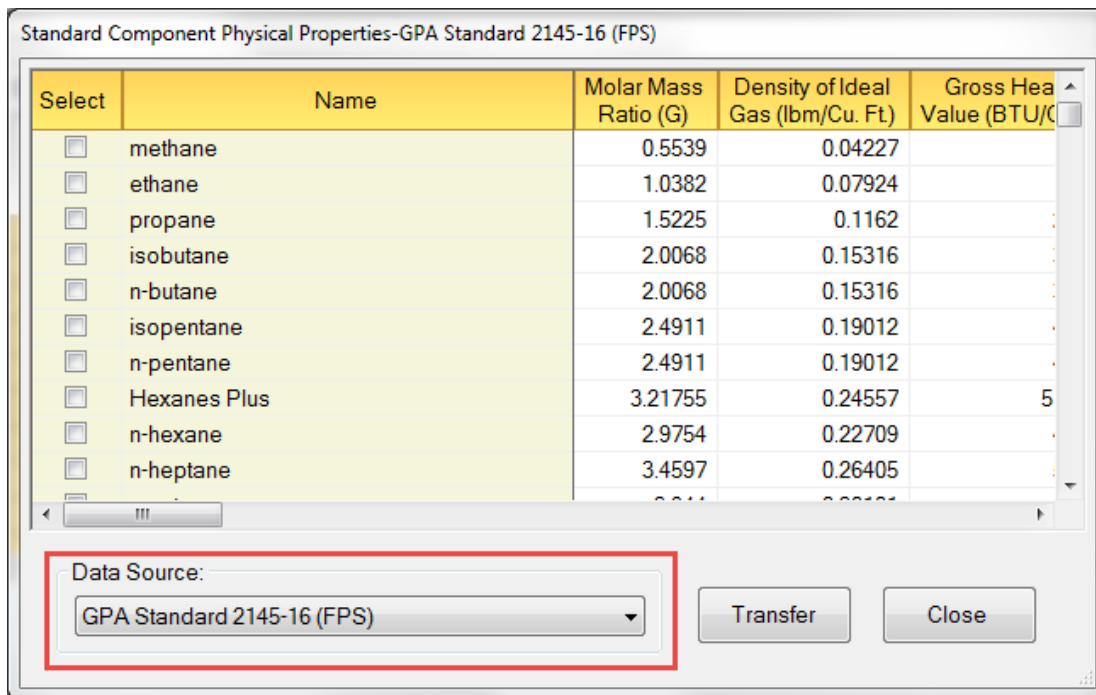 Standard Component Physical Properties-GPA Standard 2145-16 (FPS)
Select Name Molar Mass Ratio (G) Density of Ideal Gas (lbm/Cu. Ft.) Gross Hea Value (BTU/C
methane 0.5539 0.04227
ethane 1.0382 0.07924
propane 1.5225 0.1162
isobutane 2.0068 0.15316
n-butane 2.0068 0.15316
isopentane 2.4911 0.19012
n-pentane 2.4911 0.19012
Hexanes Plus 3.21755 0.24557 5
n-hexane 2.9754 0.22709
n-heptane 3.4597 0.26405
Data Source:
GPA Standard 2145-16 (FPS) Transfer Close